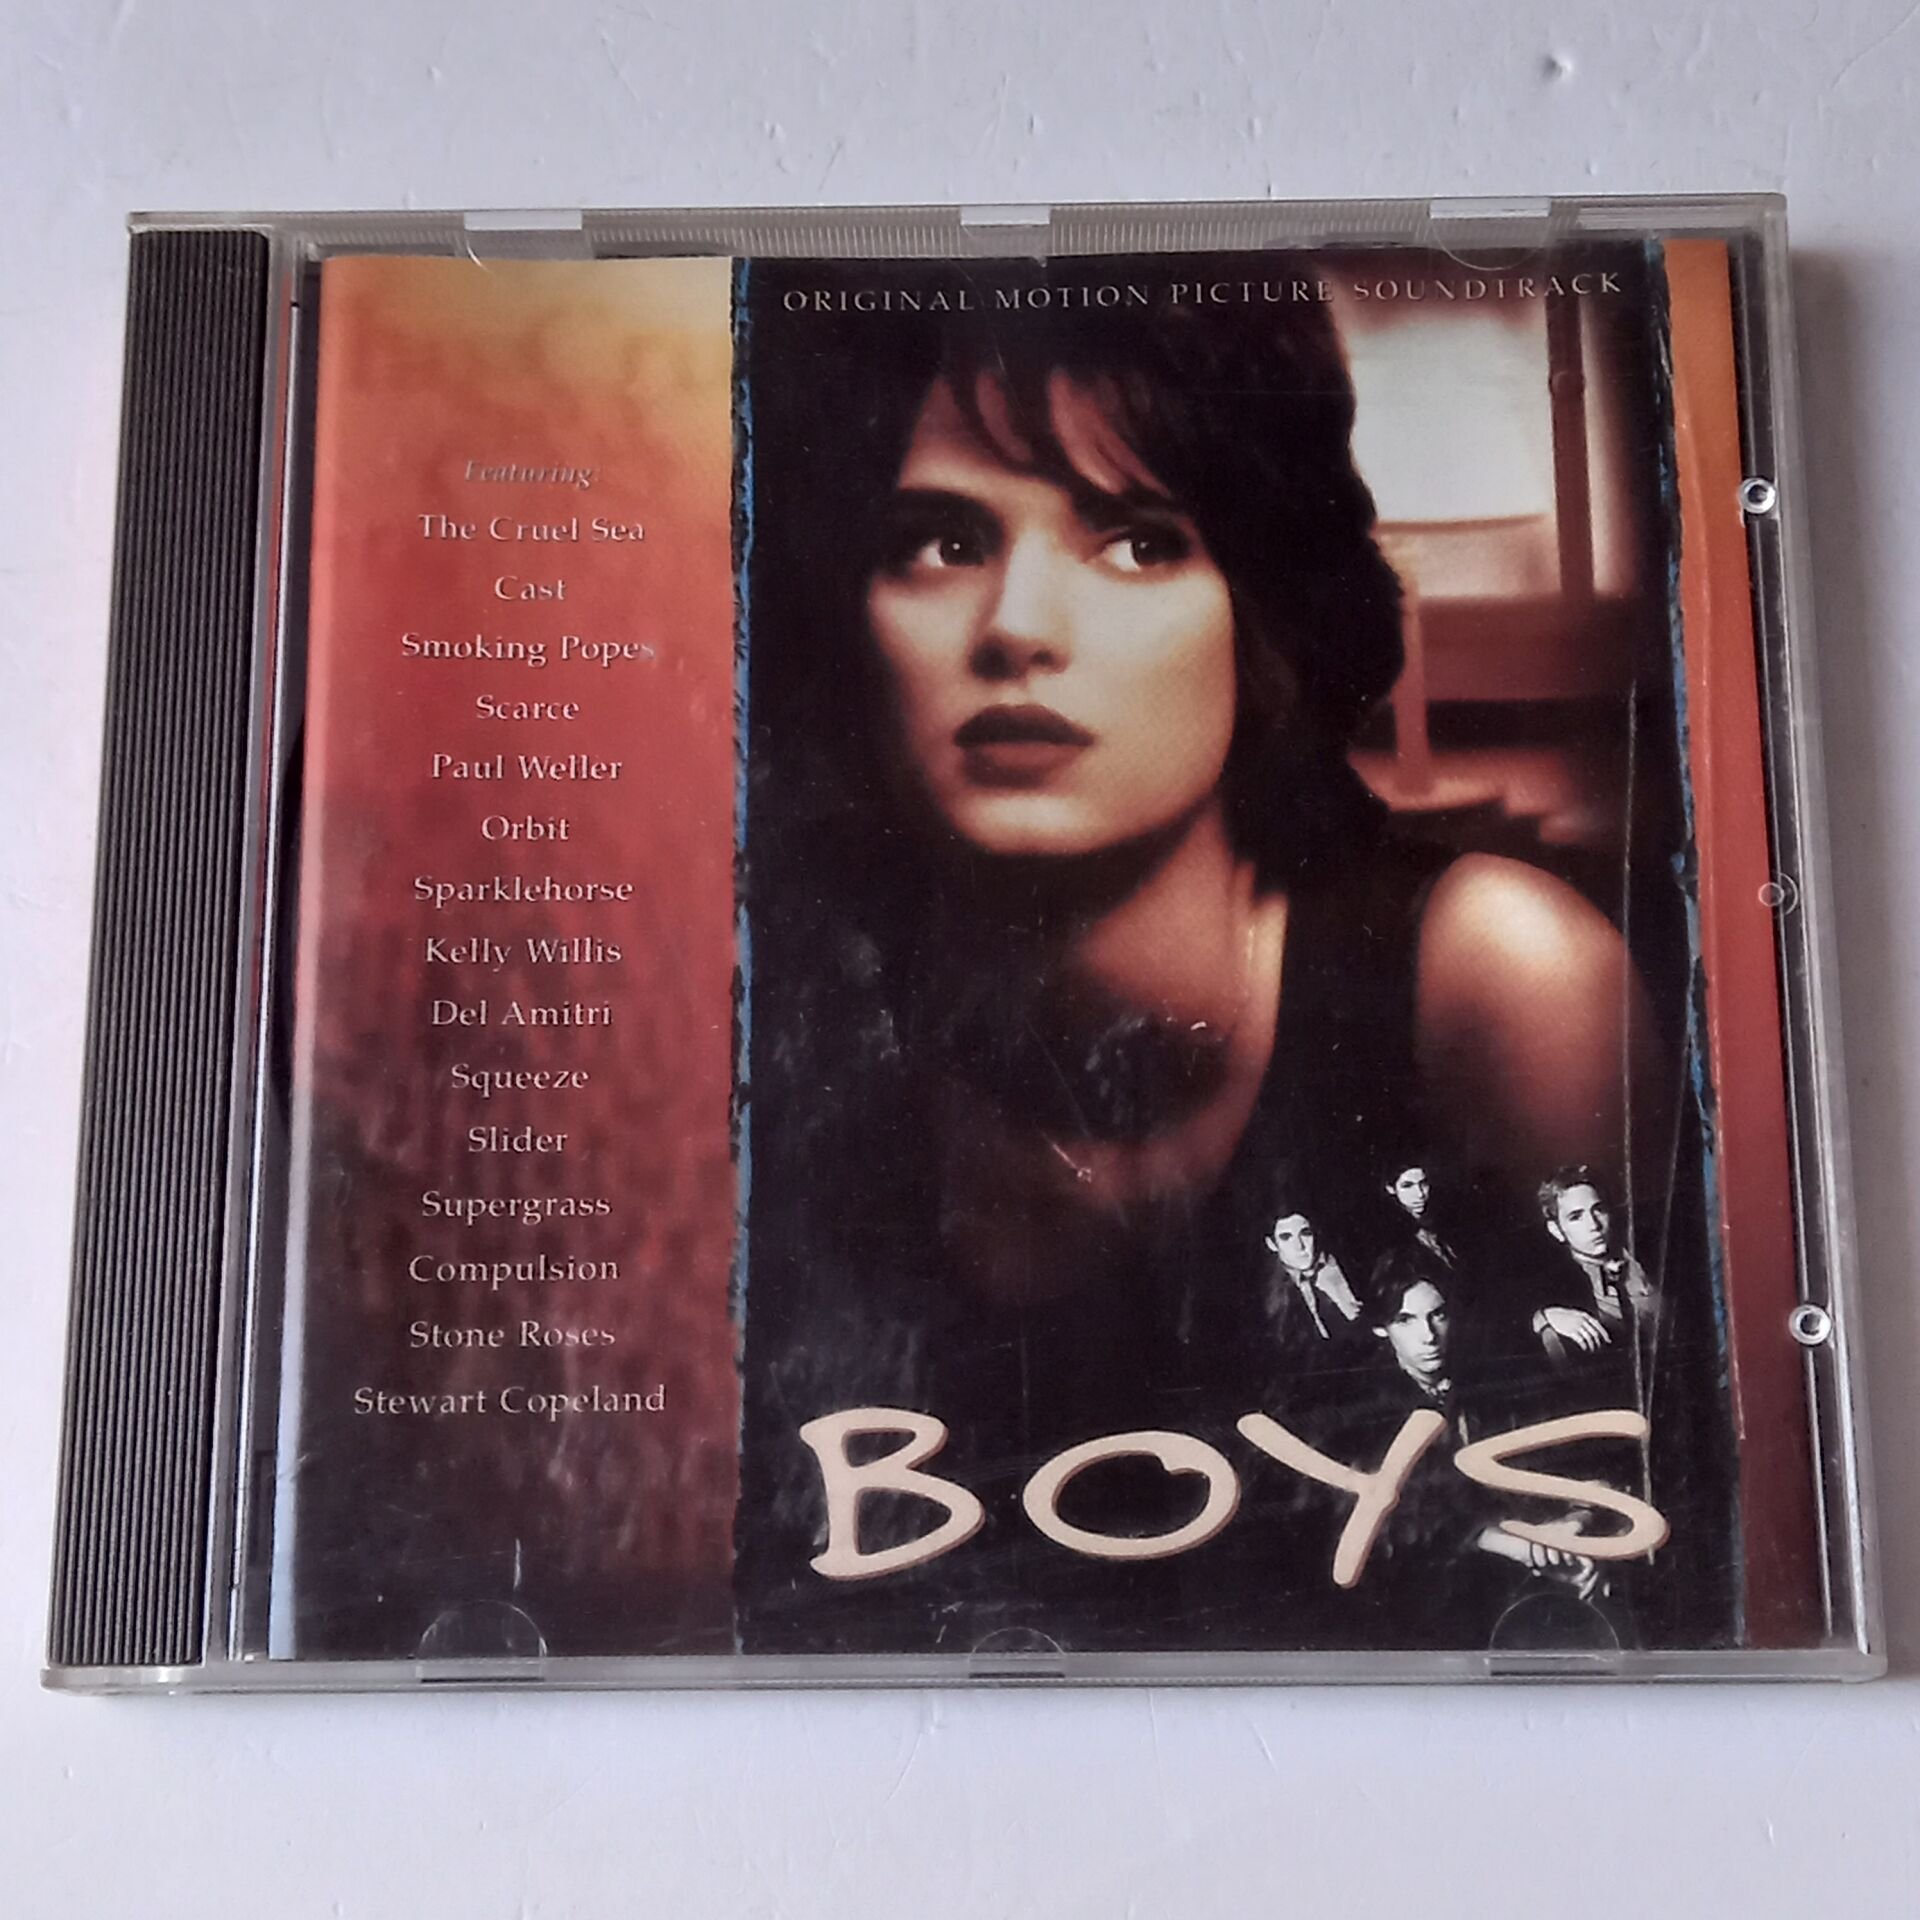 ORIGINAL MOTION PICTURE SOUNDTRACK
Featuring:
The Cruel Sea
Cast
Smoking Popes
Scarce
Paul Weller
Orbit
Sparklehorse
Kelly Willis
Del Amitri
Squeeze
Slider
Supergrass
Compulsion
Stone Roses
Stewart Copeland
BOYS